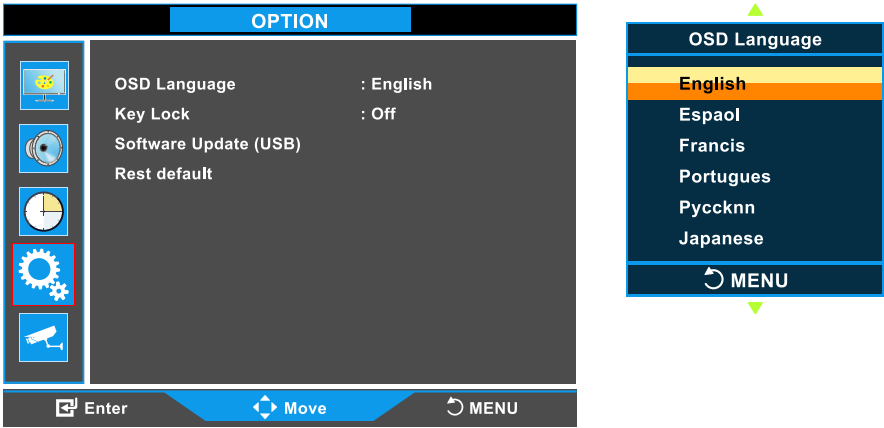 OPTION
OSD Language : English
Key Lock : Off
Software Update (USB)
Rest default
Enter Move MENU
OSD Language
English
Espaol
Francis
Portugues
Pyccknn
Japanese
MENU